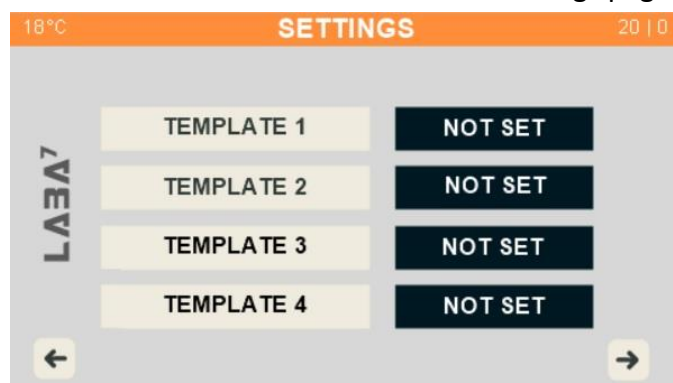 18°C SETTINGS 20 | 0
TEMPLATE 1 NOT SET
TEMPLATE 2 NOT SET
TEMPLATE 3 NOT SET
TEMPLATE 4 NOT SET
LABA7